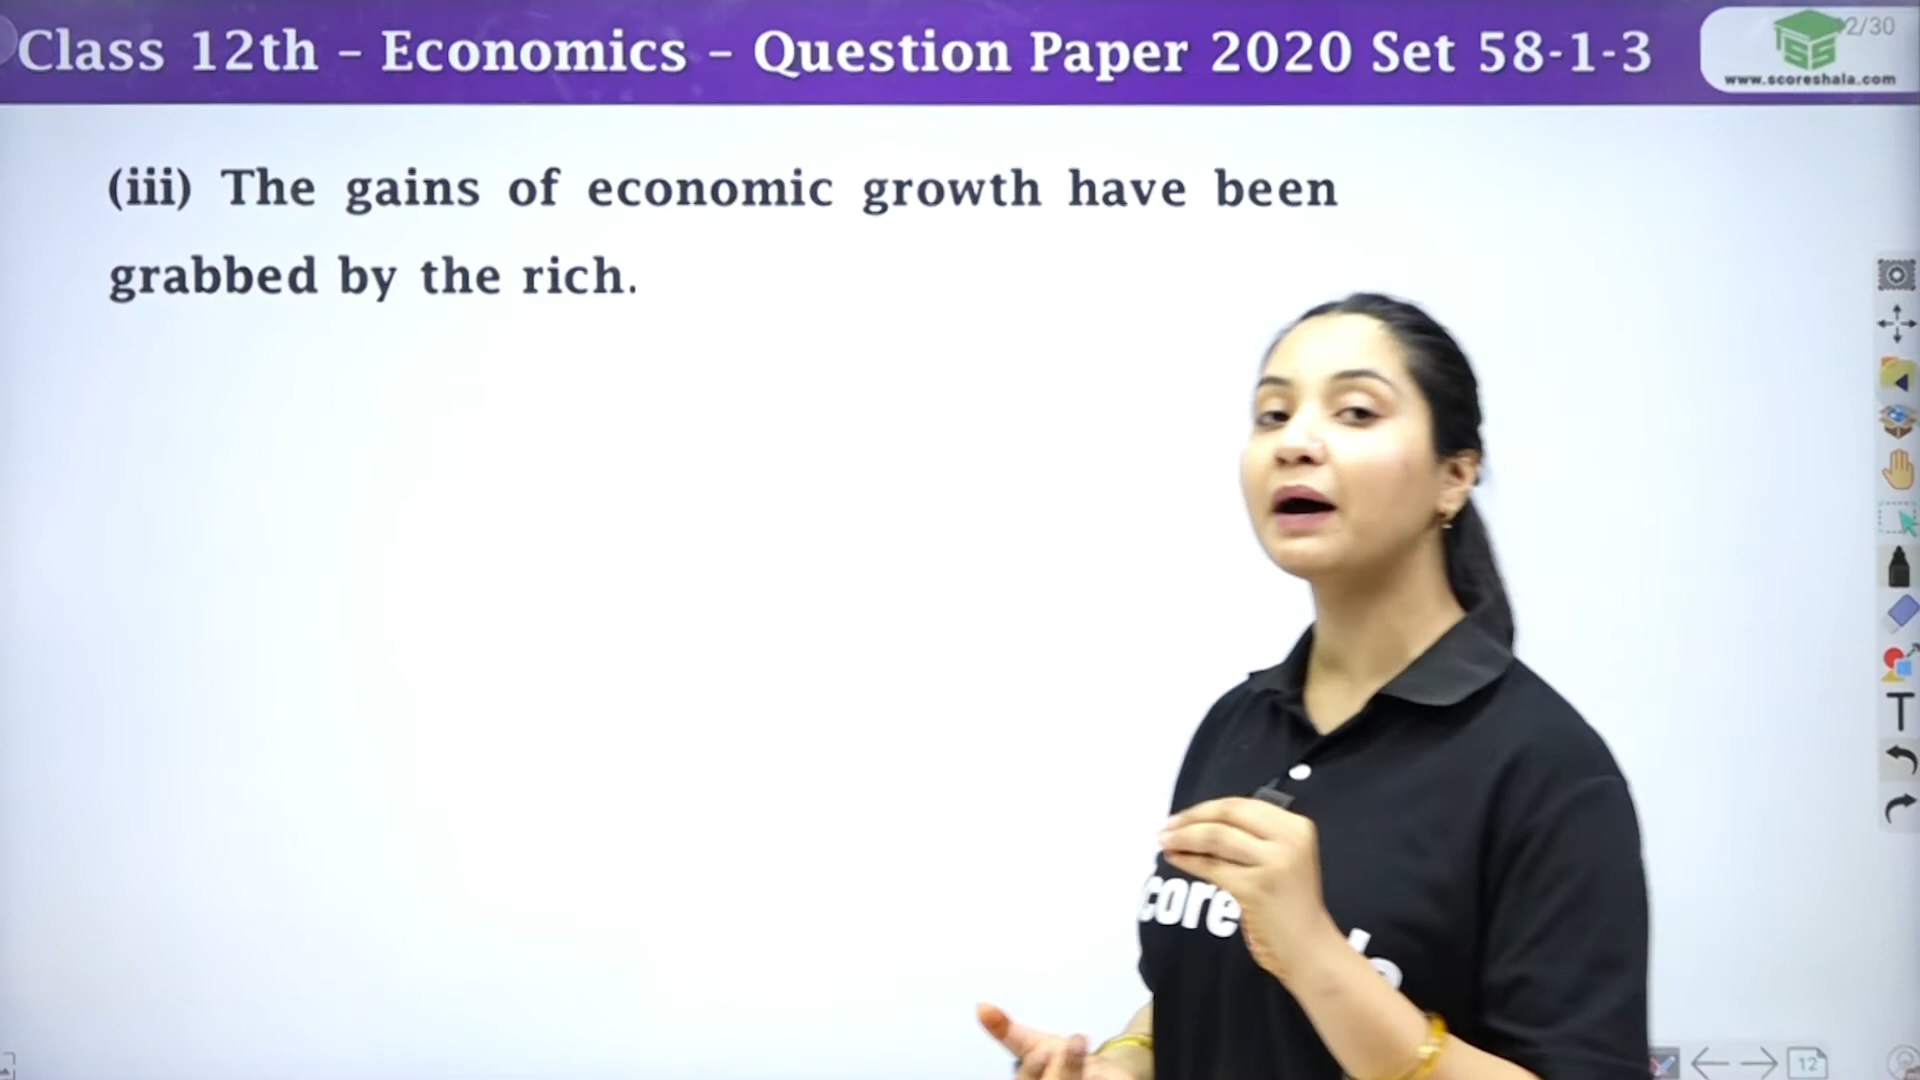 Class 12th – Economics – Question Paper 2020 Set 58-1-3
2/30
www.scoreshala.com
(iii) The gains of economic growth have been
grabbed by the rich.
core
T
12